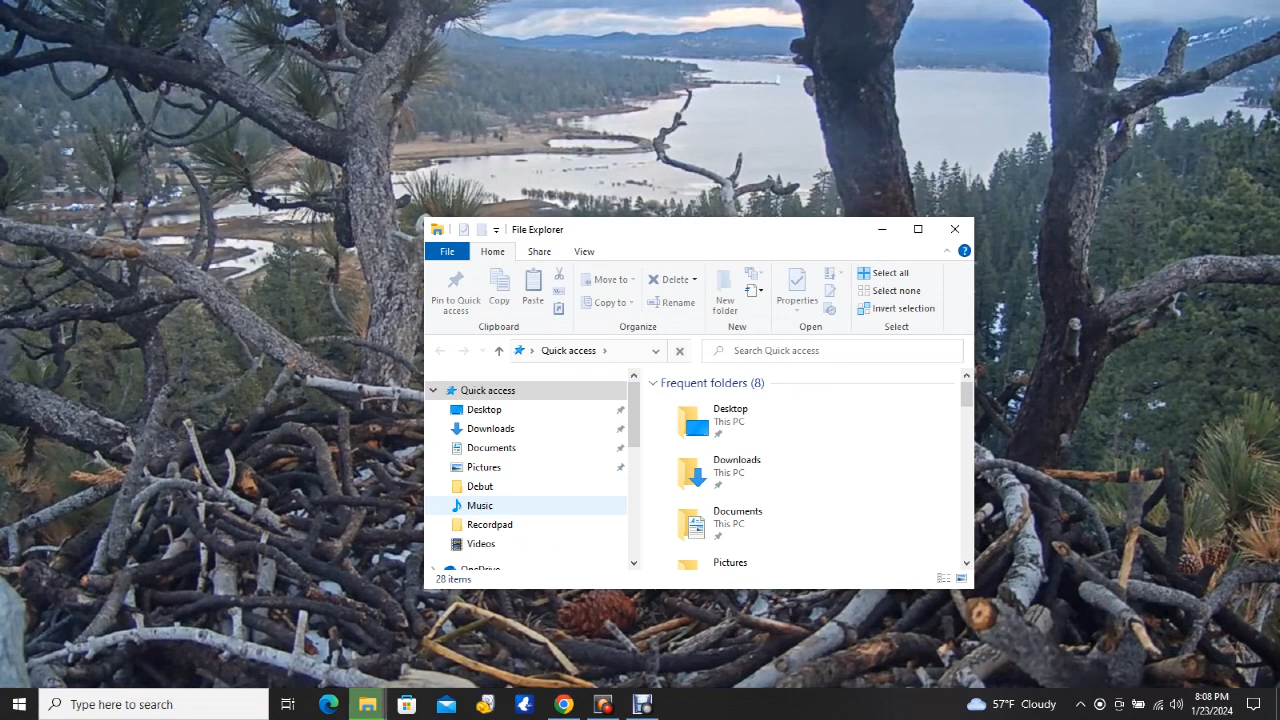 File Explorer
File
Home
Share
View
Pin to Quick access
Copy
Paste
Clipboard
Move to
Copy to
Delete
Rename
Organize
New folder
New
Properties
Open
Select all
Select none
Invert selection
Select
Quick access
Search Quick access
Quick access
Desktop
Downloads
Documents
Pictures
Debut
Music
Recordpad
Videos
OneDrive
Frequent folders (8)
Desktop
This PC
Downloads
This PC
Documents
This PC
Pictures
28 items
Type here to search
57°F Cloudy
8:08 PM
1/23/2024